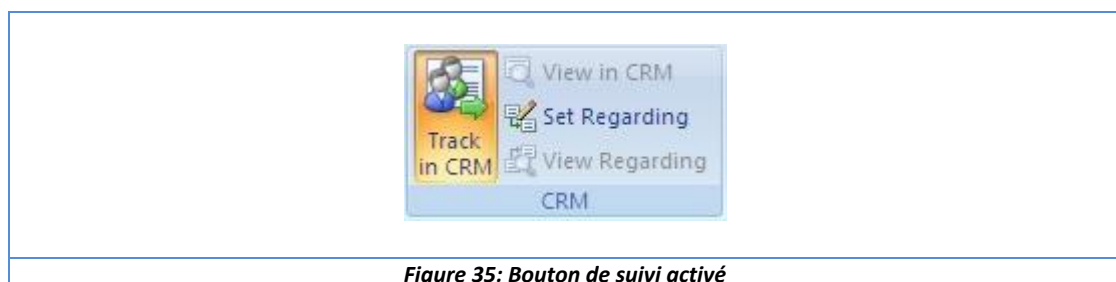 Track
in CRM
View in CRM
Set Regarding
View Regarding
CRM
Figure 35: Bouton de suivi activé